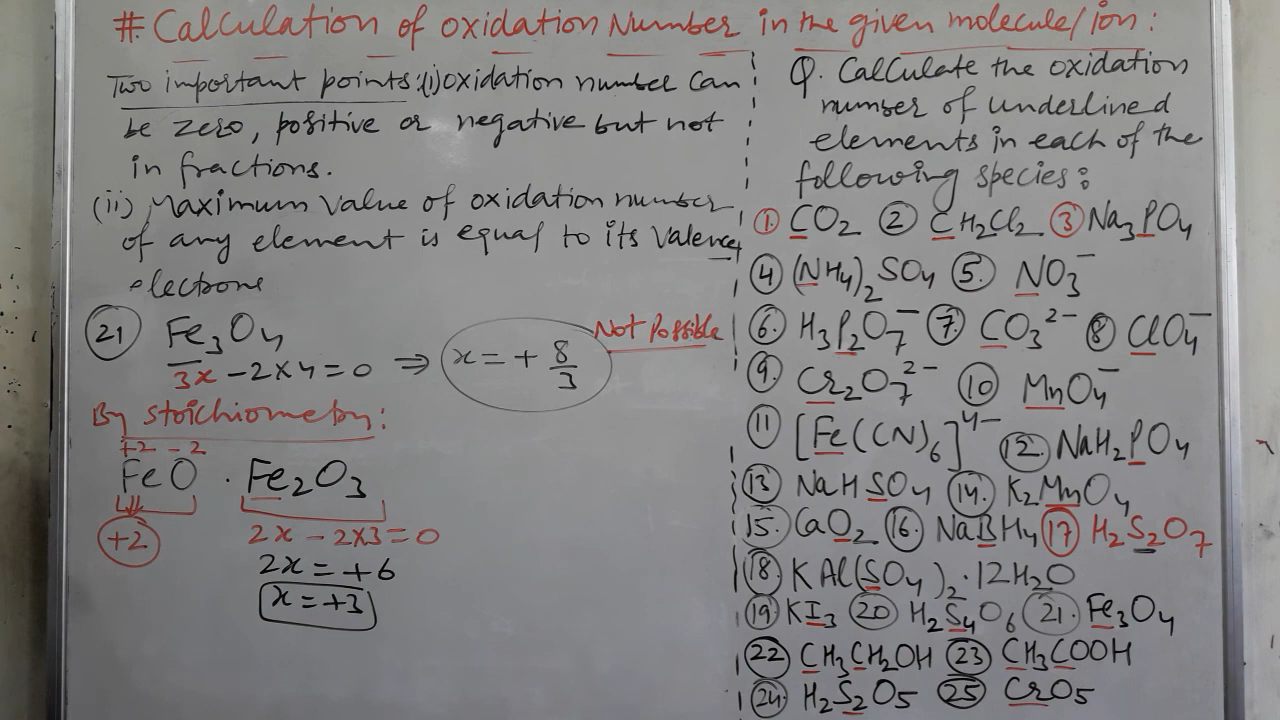 # Calculation of oxidation Number in the given molecule/ion:
Two important points: (i) oxidation number can
be zero, positive or negative but not
in fractions.
(ii) Maximum value of oxidation number
of any element is equal to its valence
electrons
(21) Fe₃O₄
3x - 2×4 = 0 ⇒ x = + 8/3 Not Possible
By stoichiometry:
+2 -2
FeO . Fe₂O₃
+2 2x - 2×3 = 0
2x = +6
x = +3
Q. Calculate the oxidation
number of underlined
elements in each of the
following species:
① CO₂ ② CH₂Cl₂ ③ Na₃PO₄
④ (NH₄)₂SO₄ ⑤. NO₃⁻
⑥. H₃P₂O₇⁻ ⑦. CO₃²⁻ ⑧ ClO₄⁻
⑨ Cr₂O₇²⁻ ⑩ MnO₄⁻
⑪ [Fe(CN)₆]⁴⁻ ⑫. NaH₂PO₄
⑬ NaHSO₄ ⑭. K₂MnO₄
⑮. CaO₂ ⑯. NaBH₄ ⑰ H₂S₂O₇
⑱. KAl(SO₄)₂.12H₂O
⑲ KI₃ ⑳ H₂S₄O₆ ㉑. Fe₃O₄
㉒ CH₃CH₂OH ㉓ CH₃COOH
㉔. H₂S₂O₅ ㉕ CrO₅